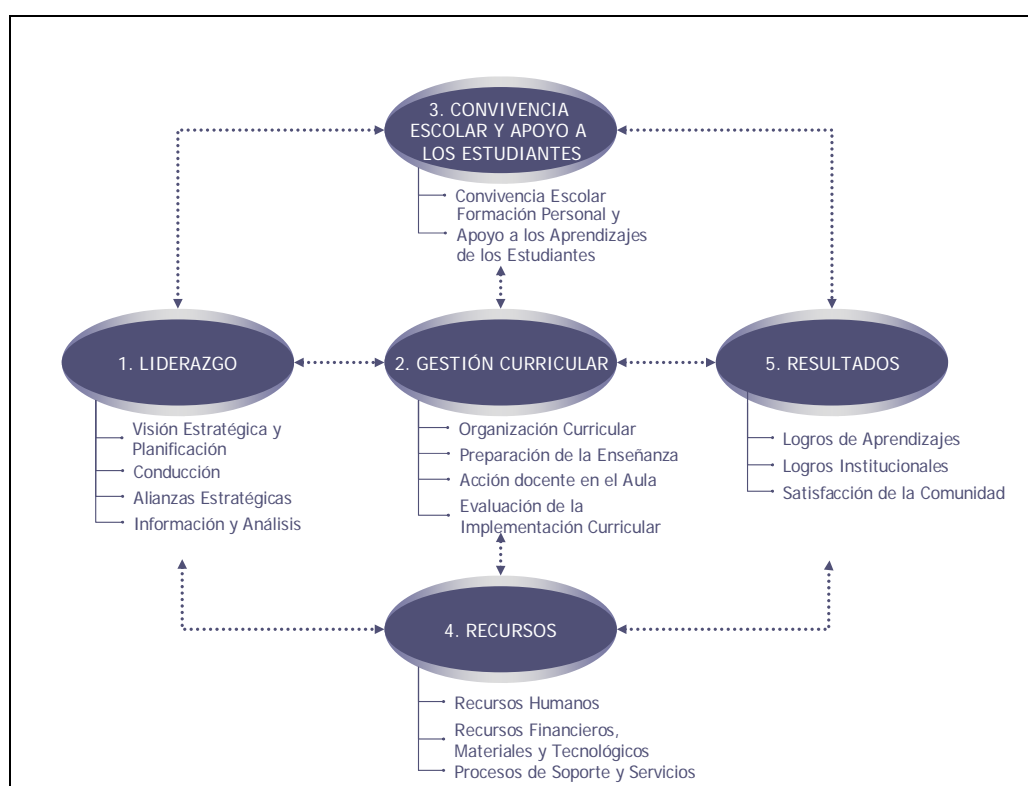 3. CONVIVENCIA
ESCOLAR Y APOYO A
LOS ESTUDIANTES
Convivencia Escolar
Formación Personal y
Apoyo a los Aprendizajes
de los Estudiantes
1. LIDERAZGO
Visión Estratégica y
Planificación
Conducción
Alianzas Estratégicas
Información y Análisis
2. GESTIÓN CURRICULAR
Organización Curricular
Preparación de la Enseñanza
Acción docente en el Aula
Evaluación de la
Implementación Curricular
5. RESULTADOS
Logros de Aprendizajes
Logros Institucionales
Satisfacción de la Comunidad
4. RECURSOS
Recursos Humanos
Recursos Financieros,
Materiales y Tecnológicos
Procesos de Soporte y Servicios